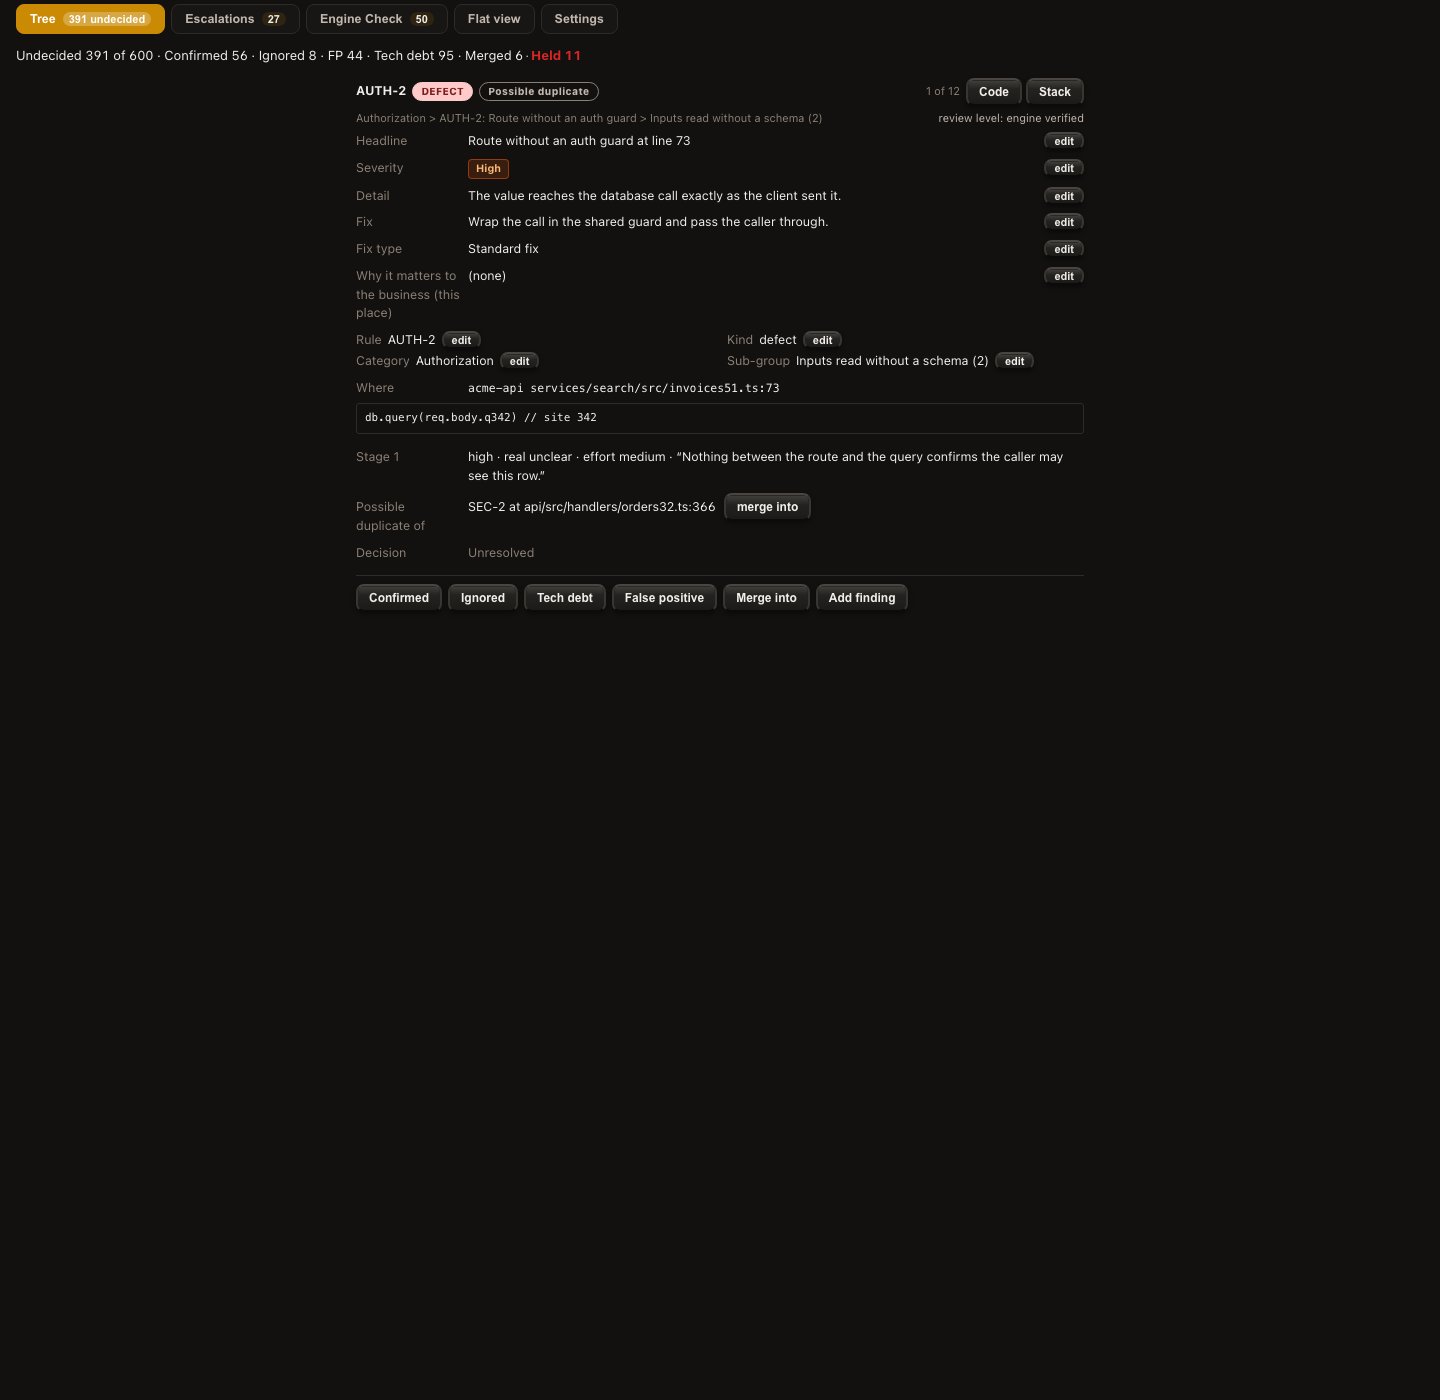 Tree 391 undecided Escalations 27 Engine Check 50 Flat view Settings
Undecided 391 of 600 · Confirmed 56 · Ignored 8 · FP 44 · Tech debt 95 · Merged 6 · Held 11
AUTH-2 DEFECT Possible duplicate 1 of 12 Code Stack
Authorization > AUTH-2: Route without an auth guard > Inputs read without a schema (2) review level: engine verified
Headline Route without an auth guard at line 73 edit
Severity High edit
Detail The value reaches the database call exactly as the client sent it. edit
Fix Wrap the call in the shared guard and pass the caller through. edit
Fix type Standard fix edit
Why it matters to (none) edit
the business (this
place)
Rule AUTH-2 edit Kind defect edit
Category Authorization edit Sub-group Inputs read without a schema (2) edit
Where acme-api services/search/src/invoices51.ts:73
db.query(req.body.q342) // site 342
Stage 1 high · real unclear · effort medium · “Nothing between the route and the query confirms the caller may
see this row.”
Possible SEC-2 at api/src/handlers/orders32.ts:366 merge into
duplicate of
Decision Unresolved
Confirmed Ignored Tech debt False positive Merge into Add finding